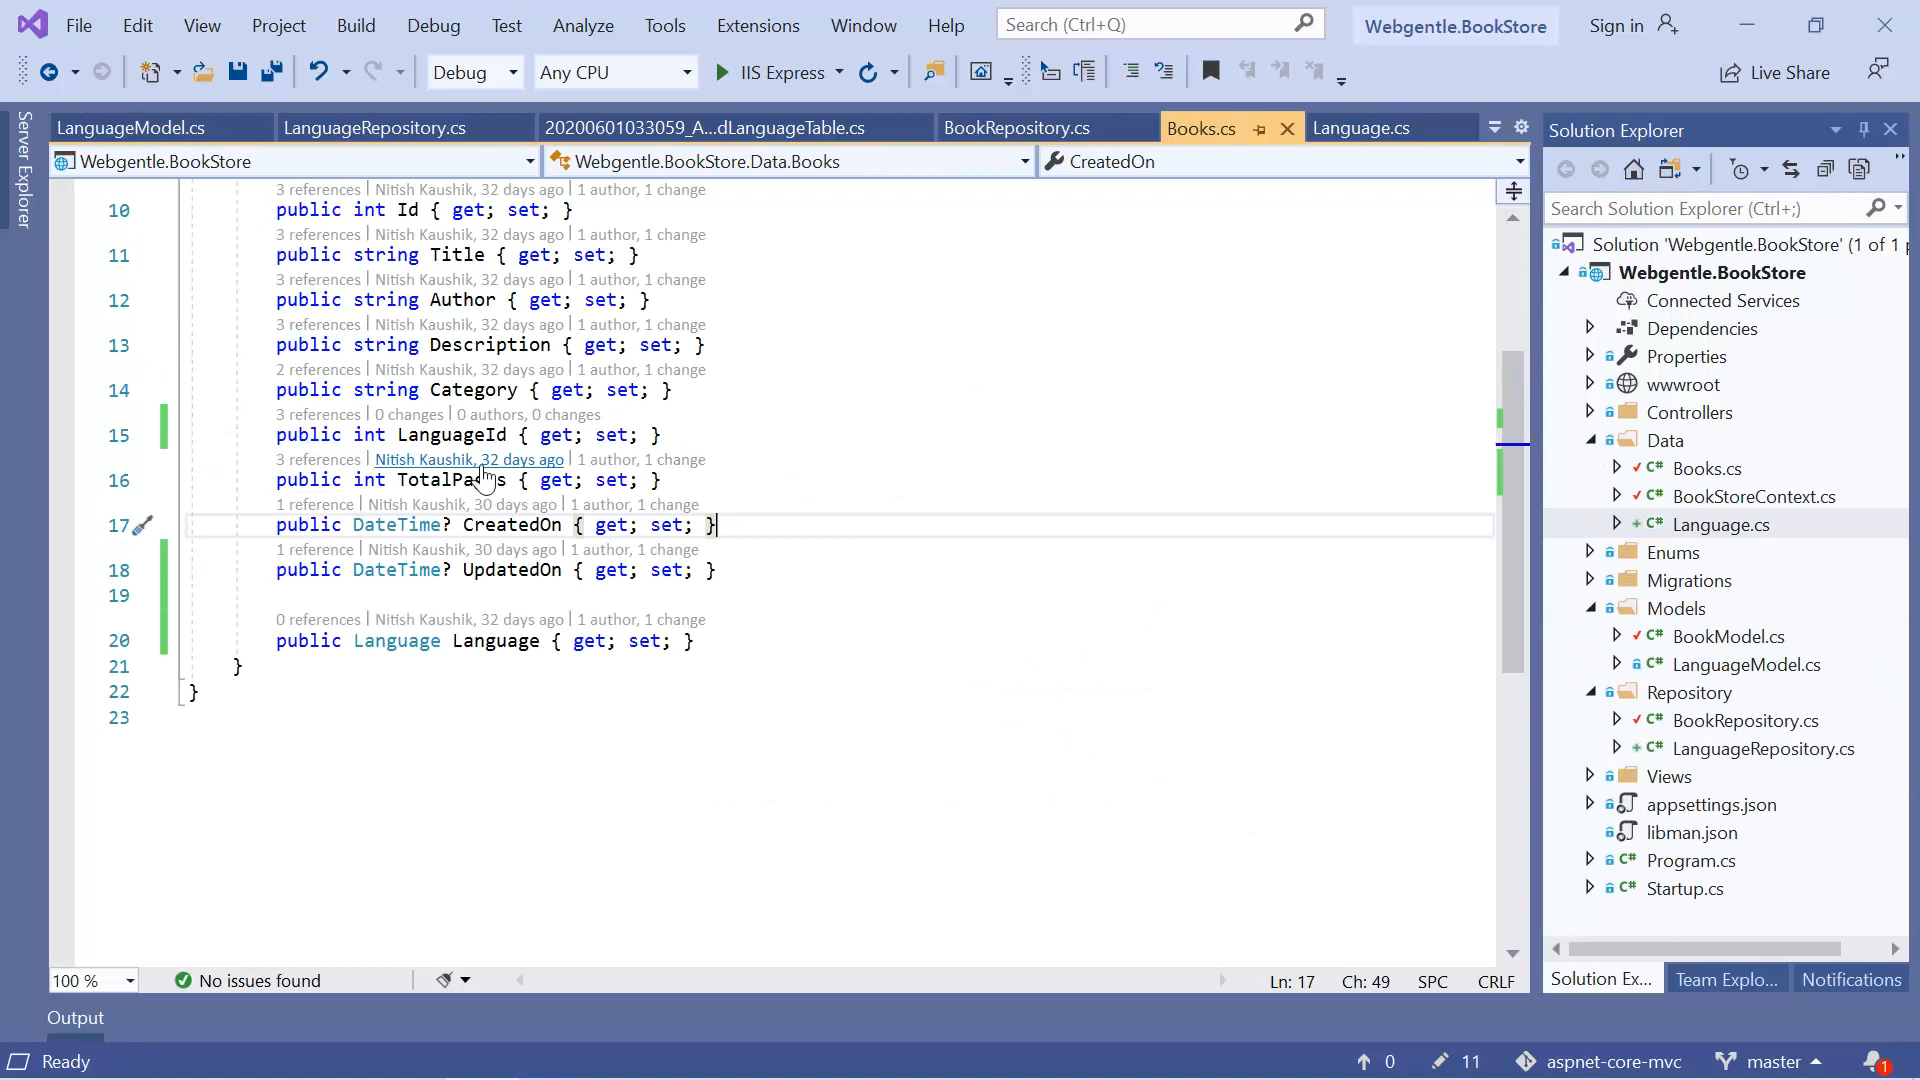 File Edit View Project Build Debug Test Analyze Tools Extensions Window Help Search (Ctrl+Q) Webgentle.BookStore Sign in
Debug Any CPU IIS Express Live Share
Server Explorer
LanguageModel.cs LanguageRepository.cs 20200601033059_A...dLanguageTable.cs BookRepository.cs Books.cs Language.cs
Webgentle.BookStore Webgentle.BookStore.Data.Books CreatedOn
3 references | Nitish Kaushik, 32 days ago | 1 author, 1 change
10 public int Id { get; set; }
3 references | Nitish Kaushik, 32 days ago | 1 author, 1 change
11 public string Title { get; set; }
3 references | Nitish Kaushik, 32 days ago | 1 author, 1 change
12 public string Author { get; set; }
3 references | Nitish Kaushik, 32 days ago | 1 author, 1 change
13 public string Description { get; set; }
2 references | Nitish Kaushik, 32 days ago | 1 author, 1 change
14 public string Category { get; set; }
3 references | 0 changes | 0 authors, 0 changes
15 public int LanguageId { get; set; }
3 references | Nitish Kaushik, 32 days ago | 1 author, 1 change
16 public int TotalPages { get; set; }
1 reference | Nitish Kaushik, 30 days ago | 1 author, 1 change
17 public DateTime? CreatedOn { get; set; }
1 reference | Nitish Kaushik, 30 days ago | 1 author, 1 change
18 public DateTime? UpdatedOn { get; set; }
19
0 references | Nitish Kaushik, 32 days ago | 1 author, 1 change
20 public Language Language { get; set; }
21 }
22 }
23
100 % No issues found Ln: 17 Ch: 49 SPC CRLF
Solution Explorer
Search Solution Explorer (Ctrl+;)
Solution 'Webgentle.BookStore' (1 of 1 p
Webgentle.BookStore
Connected Services
Dependencies
Properties
wwwroot
Controllers
Data
C# Books.cs
C# BookStoreContext.cs
C# Language.cs
Enums
Migrations
Models
C# BookModel.cs
C# LanguageModel.cs
Repository
C# BookRepository.cs
C# LanguageRepository.cs
Views
appsettings.json
libman.json
C# Program.cs
C# Startup.cs
Solution Ex... Team Explo... Notifications
Output
Ready 0 11 aspnet-core-mvc master 1